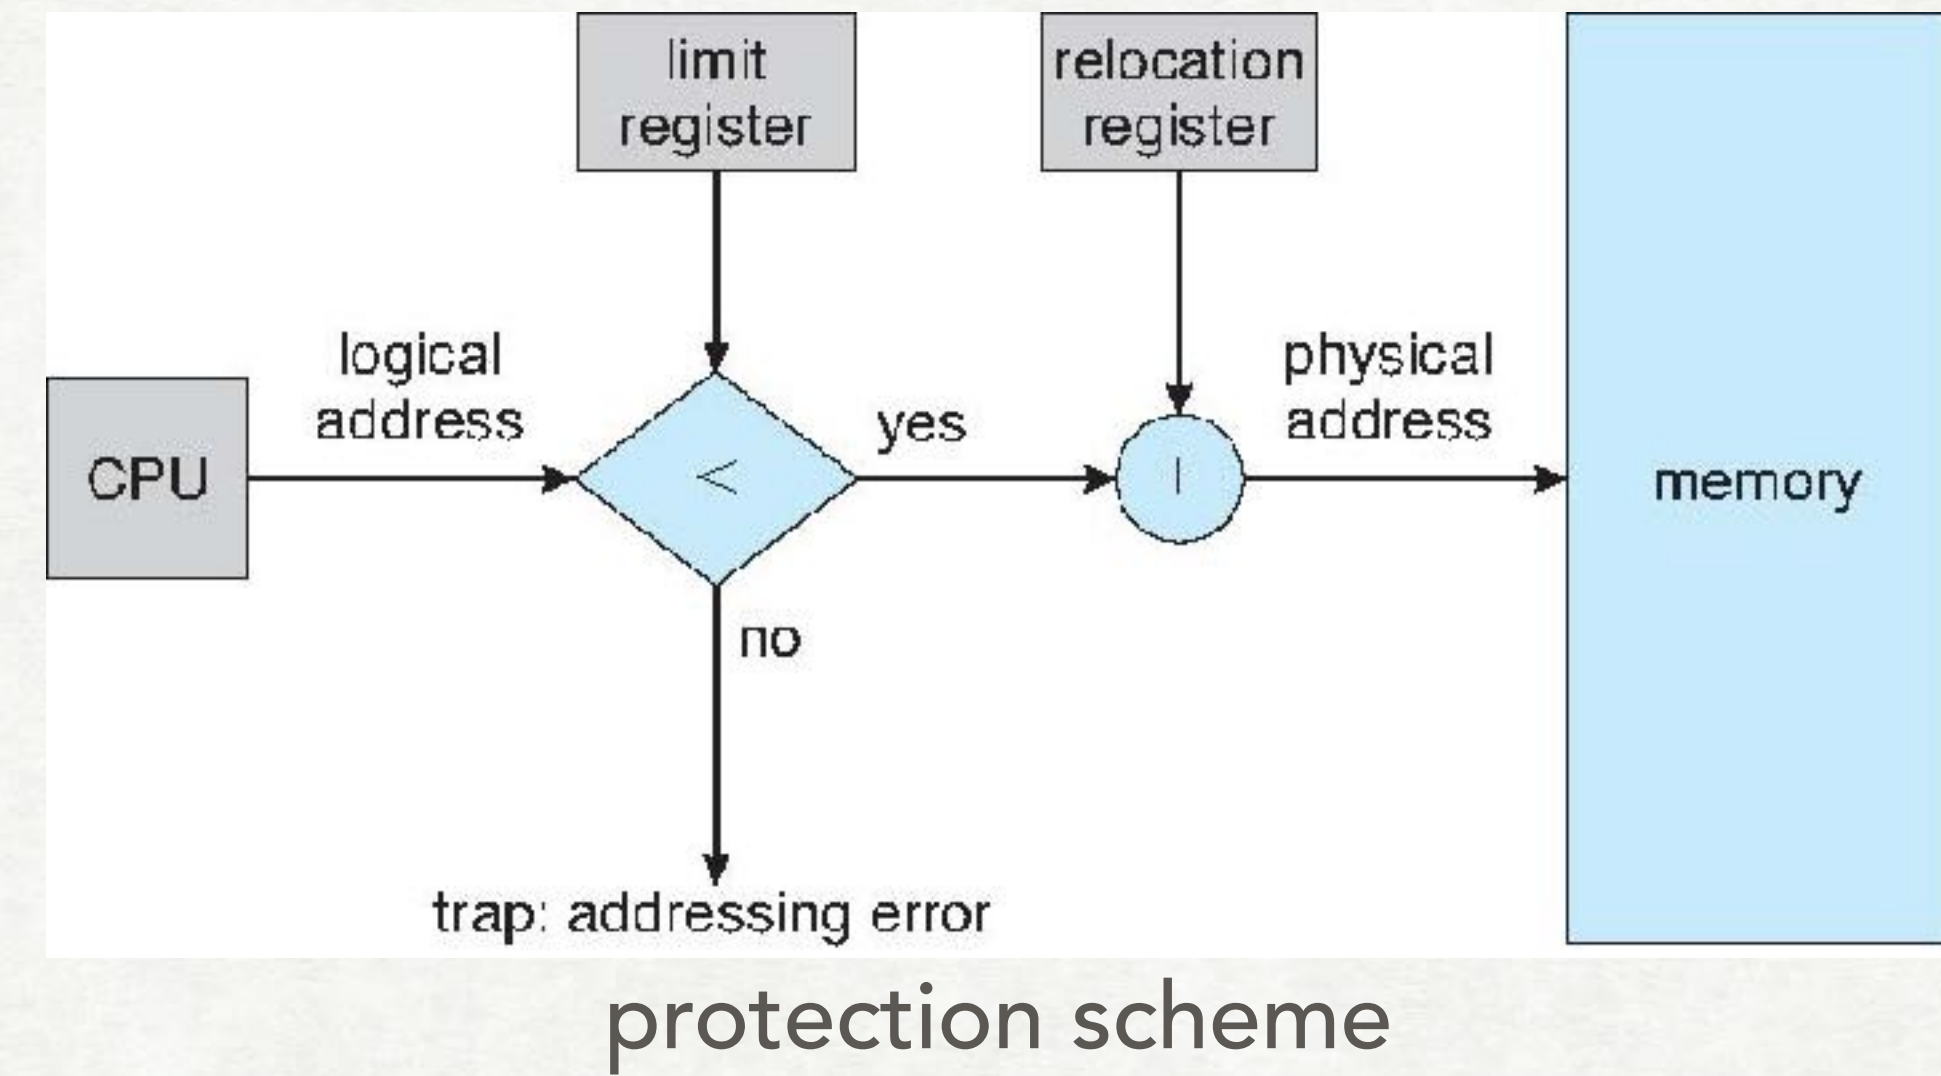 limit
register
relocation
register
logical
address
physical
address
yes
CPU
<
|
memory
no
trap: addressing error
protection scheme